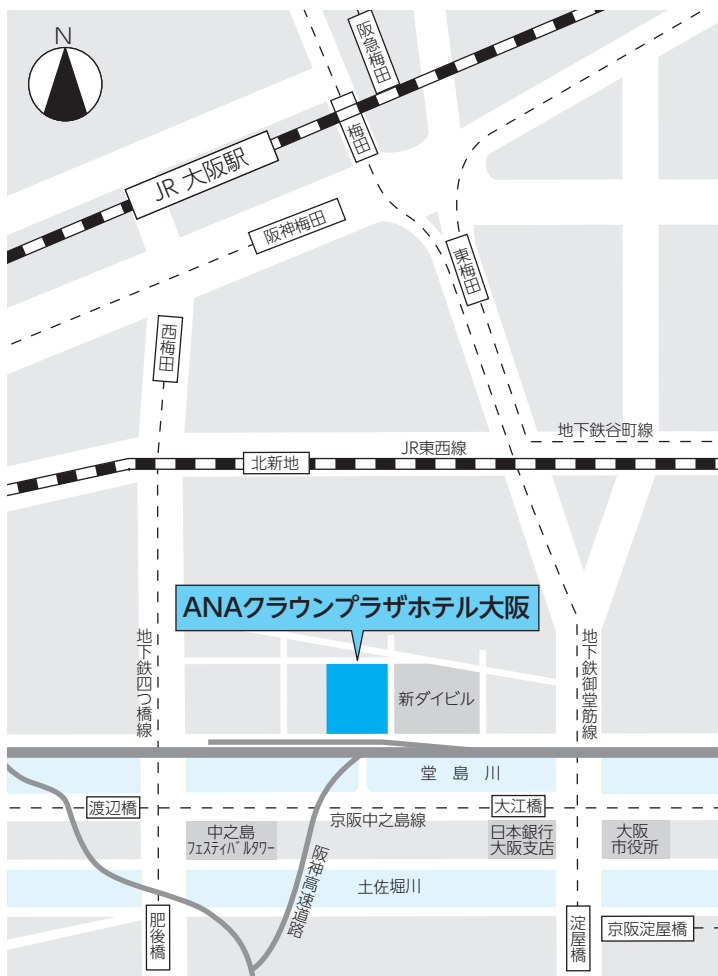 N
阪急梅田
梅田
JR 大阪駅
阪神梅田
東梅田
西梅田
地下鉄谷町線
JR東西線
北新地
ANAクラウンプラザホテル大阪
地下鉄四つ橋線
地下鉄御堂筋線
新ダイビル
堂島川
渡辺橋
大江橋
京阪中之島線
中之島
フェスティバルタワー
日本銀行
大阪支店
大阪
市役所
阪神高速道路
土佐堀川
肥後橋
淀屋橋
京阪淀屋橋